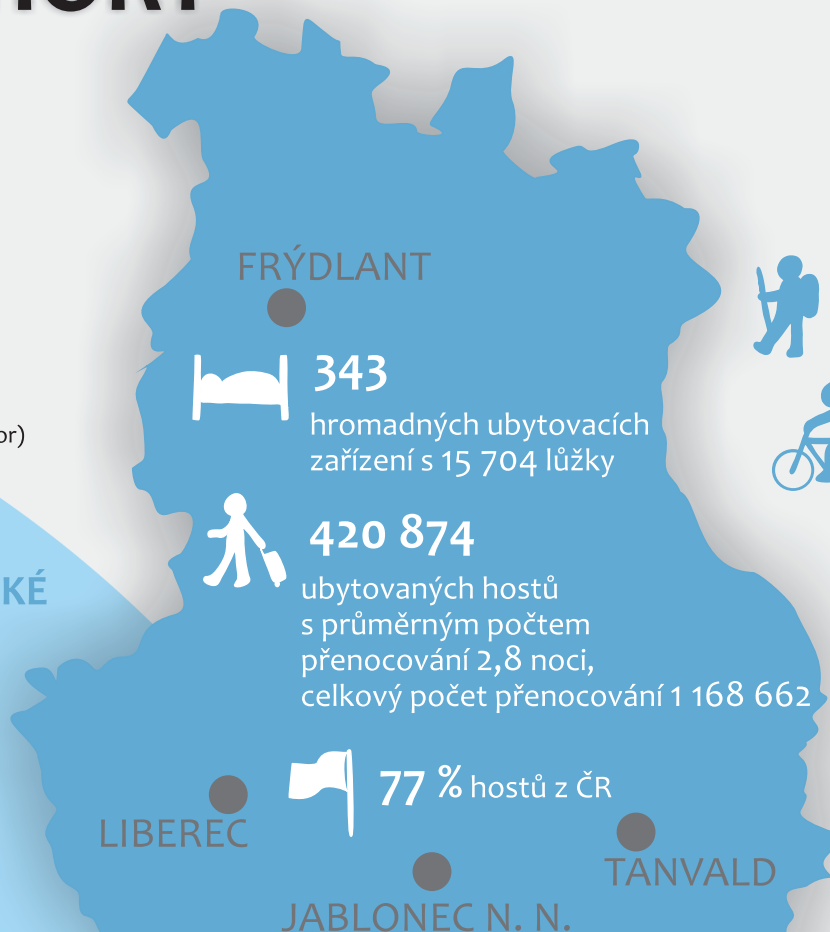 FRÝDLANT
343
hromadných ubytovacích
zařízení s 15 704 lůžky
or)
420 874
KÉ
ubytovaných hostů
s průměrným počtem
přenocování 2,8 noci,
celkový počet přenocování 1 168 662
77 % hostů z ČR
LIBEREC
TANVALD
JABLONEC N. N.